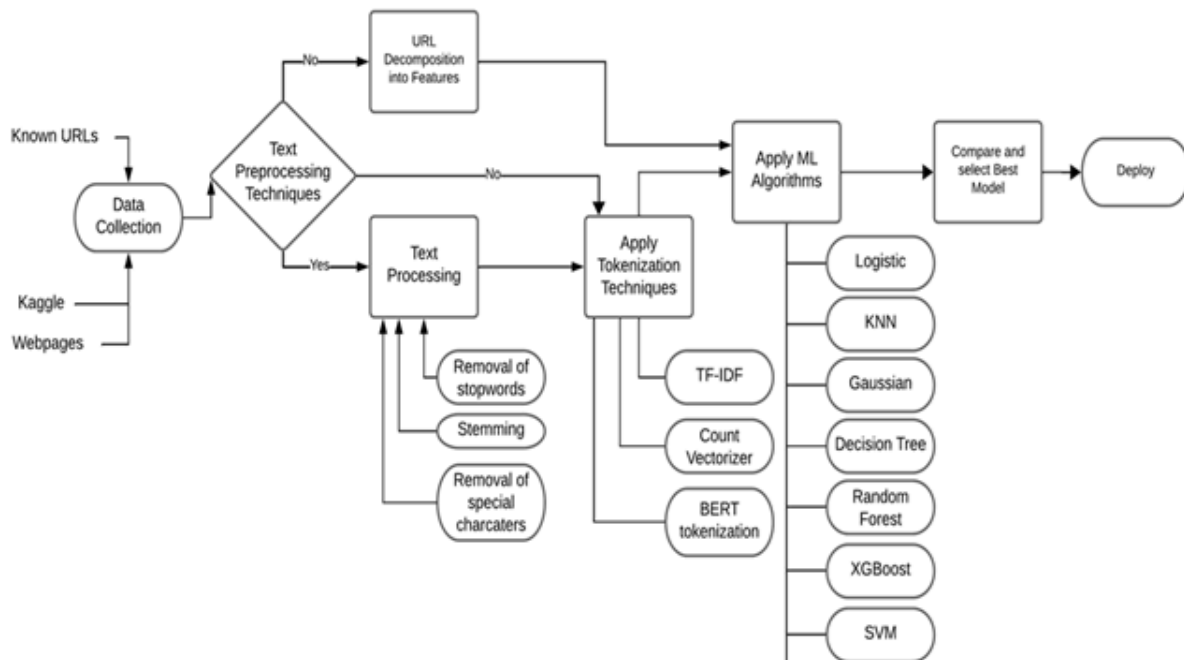 Known URLs
Data
Collection
Kaggle
Webpages
Text
Preprocessing
Techniques
No
No
Yes
URL
Decomposition
into Features
Text
Processing
Removal of
stopwords
Stemming
Removal of
special
charcaters
Apply
Tokenization
Techniques
TF-IDF
Count
Vectorizer
BERT
tokenization
Apply ML
Algorithms
Logistic
KNN
Gaussian
Decision Tree
Random
Forest
XGBoost
SVM
Compare and
select Best
Model
Deploy